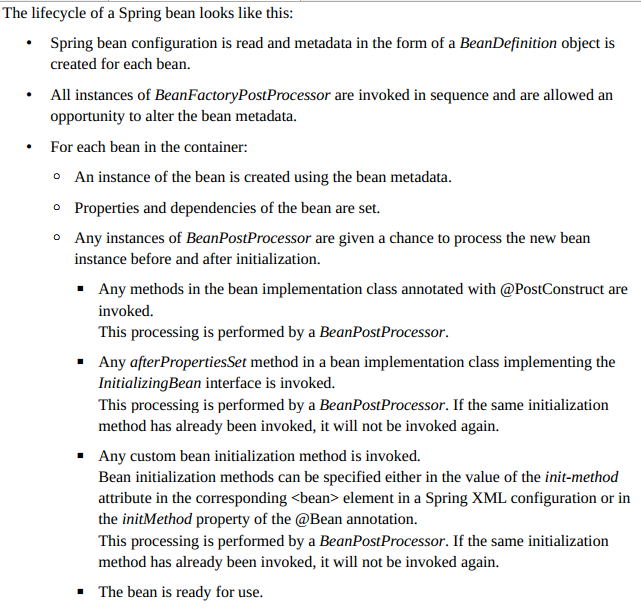 The lifecycle of a Spring bean looks like this:
• Spring bean configuration is read and metadata in the form of a BeanDefinition object is
created for each bean.
• All instances of BeanFactoryPostProcessor are invoked in sequence and are allowed an
opportunity to alter the bean metadata.
• For each bean in the container:
◦ An instance of the bean is created using the bean metadata.
◦ Properties and dependencies of the bean are set.
◦ Any instances of BeanPostProcessor are given a chance to process the new bean
instance before and after initialization.
▪ Any methods in the bean implementation class annotated with @PostConstruct are
invoked.
This processing is performed by a BeanPostProcessor.
▪ Any afterPropertiesSet method in a bean implementation class implementing the
InitializingBean interface is invoked.
This processing is performed by a BeanPostProcessor. If the same initialization
method has already been invoked, it will not be invoked again.
▪ Any custom bean initialization method is invoked.
Bean initialization methods can be specified either in the value of the init-method
attribute in the corresponding <bean> element in a Spring XML configuration or in
the initMethod property of the @Bean annotation.
This processing is performed by a BeanPostProcessor. If the same initialization
method has already been invoked, it will not be invoked again.
▪ The bean is ready for use.